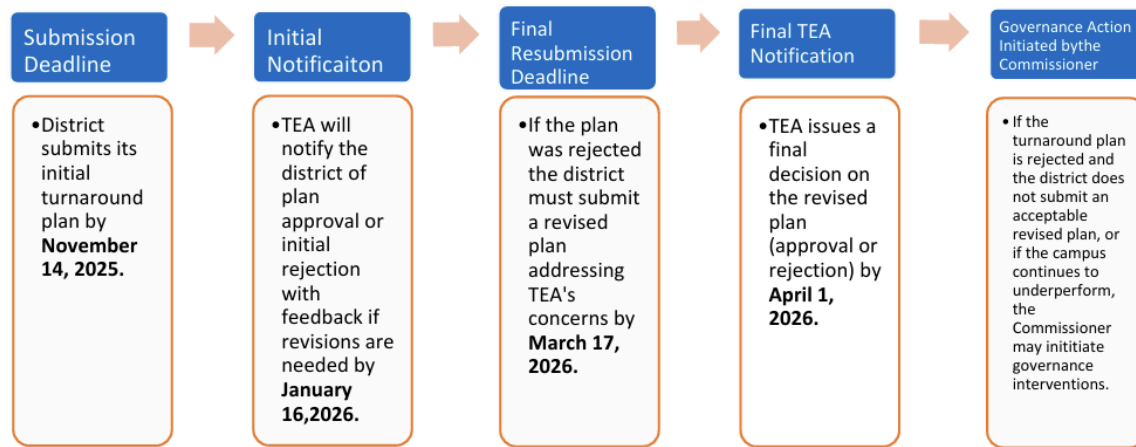 Submission
Deadline
•District
submits its
initial
turnaround
plan by
November
14, 2025.
Initial
Notificaiton
•TEA will
notify the
district of
plan
approval or
initial
rejection
with
feedback if
revisions are
needed by
January
16,2026.
Final
Resubmission
Deadline
•If the plan
was rejected
the district
must submit
a revised
plan
addressing
TEA's
concerns by
March 17,
2026.
Final TEA
Notification
•TEA issues a
final
decision on
the revised
plan
(approval or
rejection) by
April 1,
2026.
Governance Action
Initiated bythe
Commissioner
• If the
turnaround plan
is rejected and
the district does
not submit an
acceptable
revised plan, or
if the campus
continues to
underperform,
the
Commissioner
may inititiate
governance
interventions.